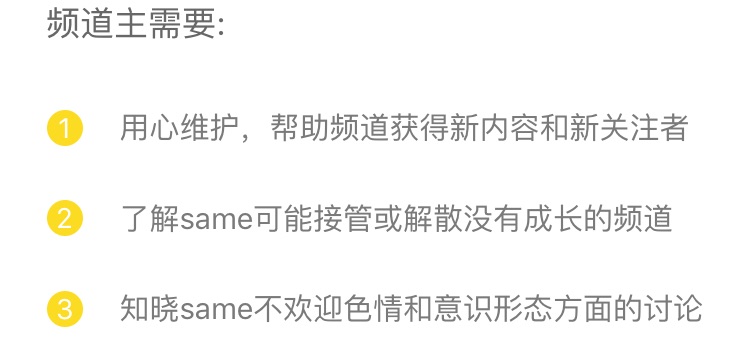 频道主需要:
1 用心维护，帮助频道获得新内容和新关注者
2 了解same可能接管或解散没有成长的频道
3 知晓same不欢迎色情和意识形态方面的讨论